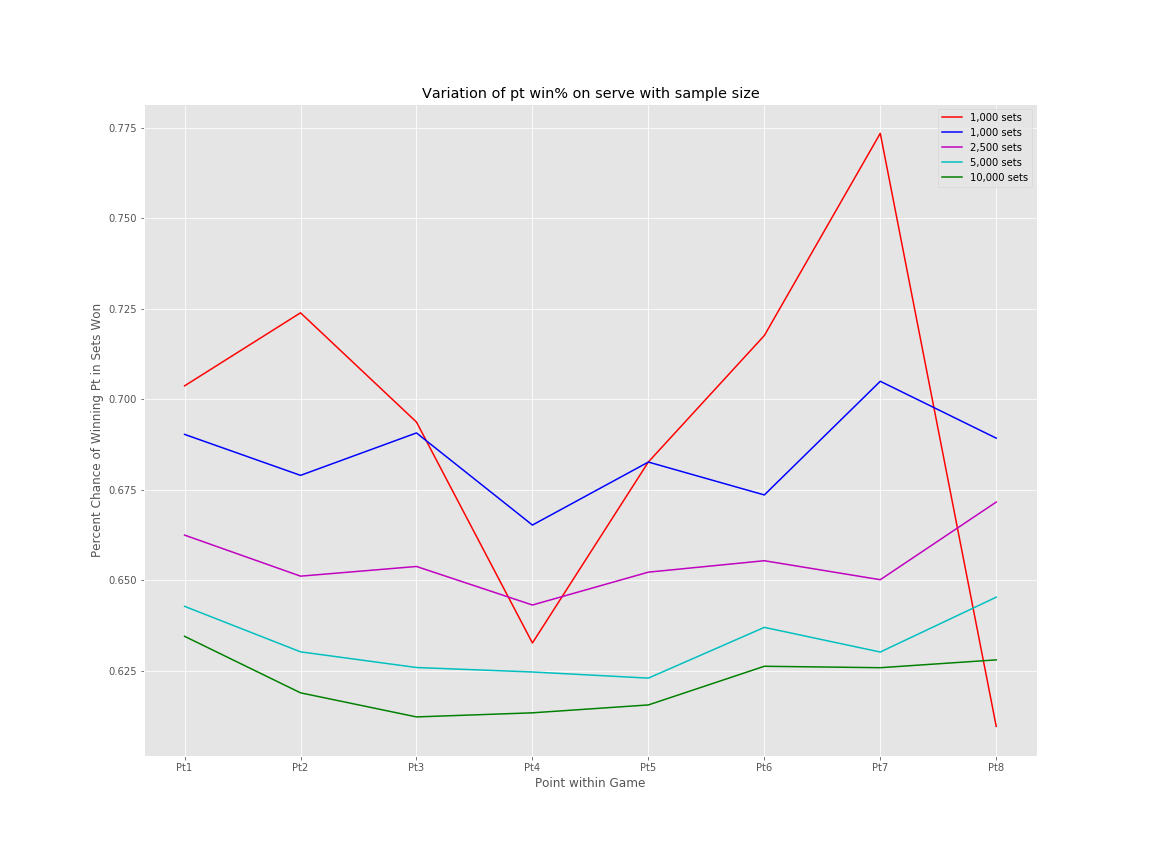 Variation of pt win% on serve with sample size
1,000 sets
1,000 sets
2,500 sets
5,000 sets
10,000 sets
0.775
0.750
0.725
0.700
0.675
0.650
0.625
Percent Chance of Winning Pt in Sets Won
Pt1 Pt2 Pt3 Pt4 Pt5 Pt6 Pt7 Pt8
Point within Game